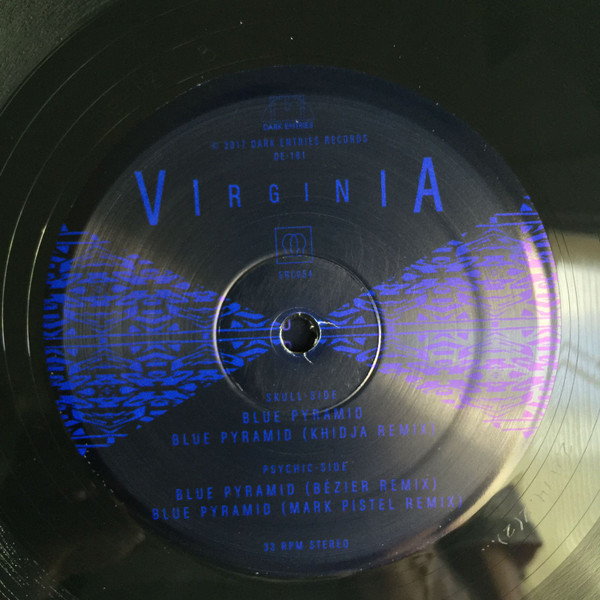 DARK ENTRIES
℗ 2017 DARK ENTRIES RECORDS
DE-191
VIRGINIA
SKULL-SIDE
BLUE PYRAMID
BLUE PYRAMID (KHIDJA REMIX)
PSYCHIC-SIDE
BLUE PYRAMID (BÉZIER REMIX)
BLUE PYRAMID (MARK PISTEL REMIX)
33 RPM STEREO